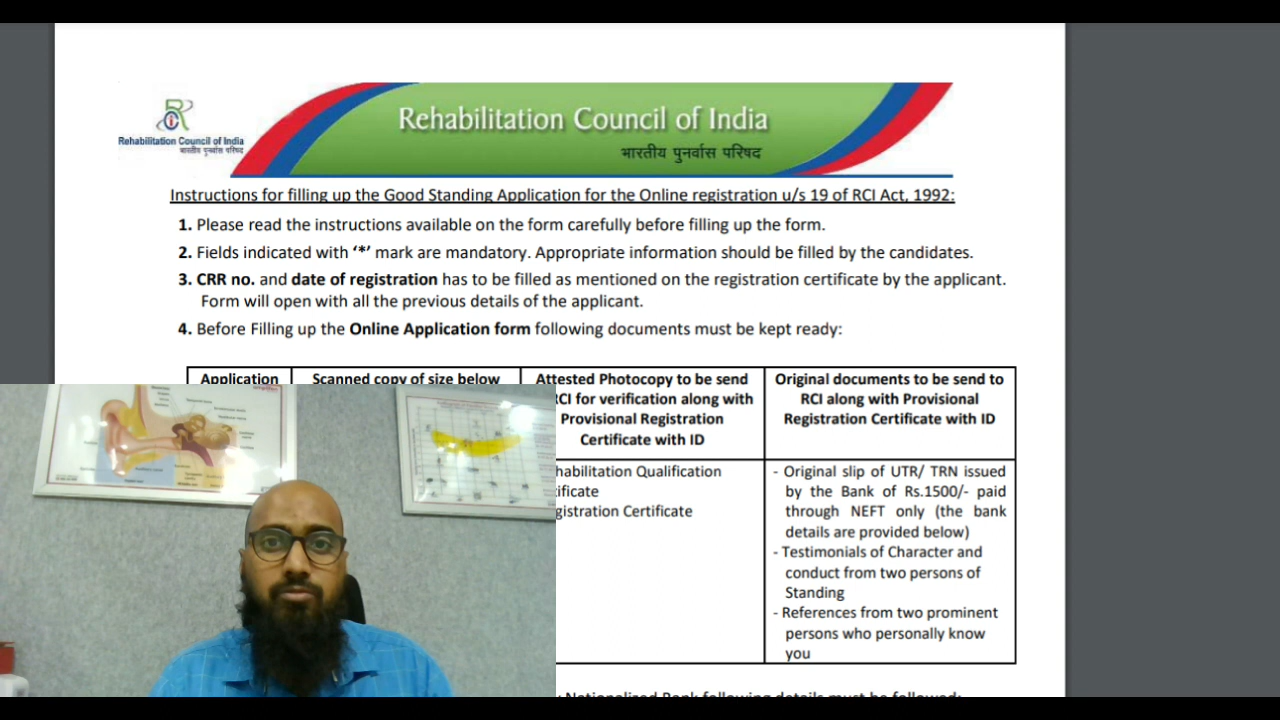 Rehabilitation Council of India
भारतीय पुनर्वास परिषद
Rehabilitation Council of India
भारतीय पुनर्वास परिषद
Instructions for filling up the Good Standing Application for the Online registration u/s 19 of RCI Act, 1992:
1. Please read the instructions available on the form carefully before filling up the form.
2. Fields indicated with ‘*’ mark are mandatory. Appropriate information should be filled by the candidates.
3. CRR no. and date of registration has to be filled as mentioned on the registration certificate by the applicant.
Form will open with all the previous details of the applicant.
4. Before Filling up the Online Application form following documents must be kept ready:
Application
Scanned copy of size below
Attested Photocopy to be send
RCI for verification along with
Provisional Registration
Certificate with ID
Original documents to be send to
RCI along with Provisional
Registration Certificate with ID
habilitation Qualification
ificate
gistration Certificate
- Original slip of UTR/ TRN issued
by the Bank of Rs.1500/- paid
through NEFT only (the bank
details are provided below)
- Testimonials of Character and
conduct from two persons of
Standing
- References from two prominent
persons who personally know
you
Nationalized Bank following details must be followed: